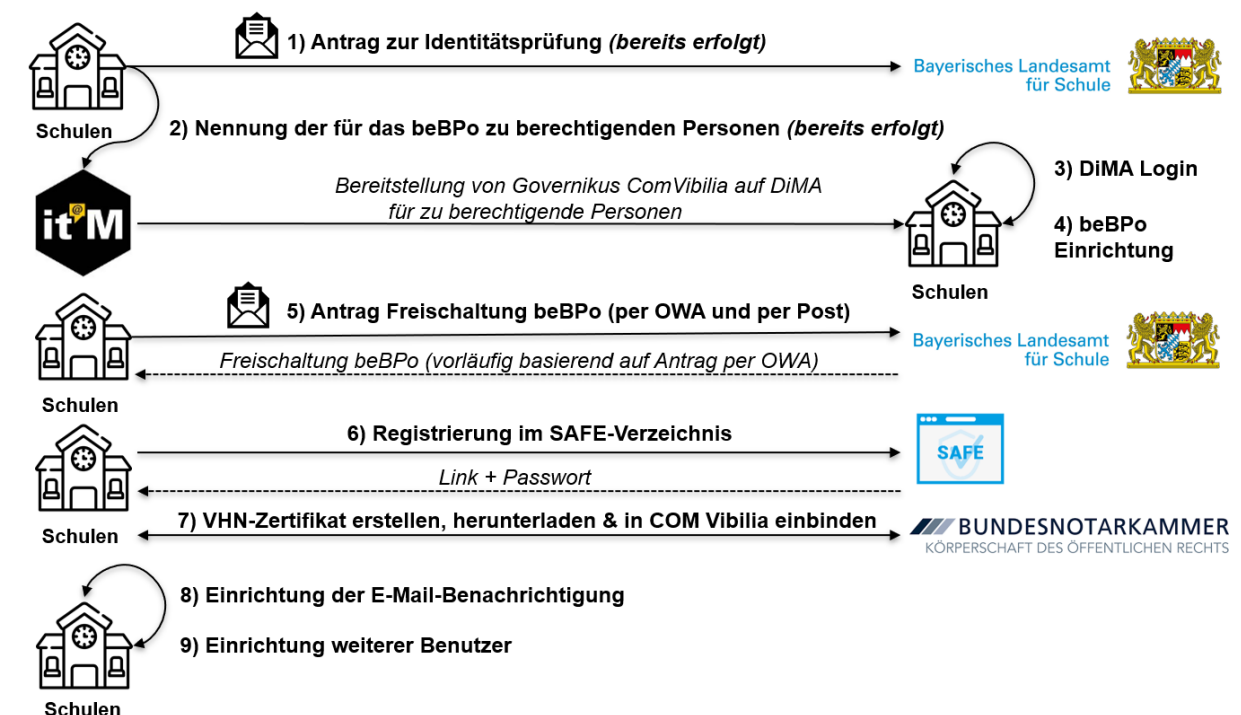 1) Antrag zur Identitätsprüfung (bereits erfolgt)
Bayerisches Landesamt
für Schule
Schulen
2) Nennung der für das beBPo zu berechtigenden Personen (bereits erfolgt)
it@M
Bereitstellung von Governikus ComVibilia auf DiMA
für zu berechtigende Personen
3) DiMA Login
4) beBPo
Einrichtung
Schulen
5) Antrag Freischaltung beBPo (per OWA und per Post)
Bayerisches Landesamt
für Schule
Freischaltung beBPo (vorläufig basierend auf Antrag per OWA)
Schulen
6) Registrierung im SAFE-Verzeichnis
SAFE
Link + Passwort
Schulen
7) VHN-Zertifikat erstellen, herunterladen & in COM Vibilia einbinden
BUNDESNOTARKAMMER
KÖRPERSCHAFT DES ÖFFENTLICHEN RECHTS
8) Einrichtung der E-Mail-Benachrichtigung
9) Einrichtung weiterer Benutzer
Schulen